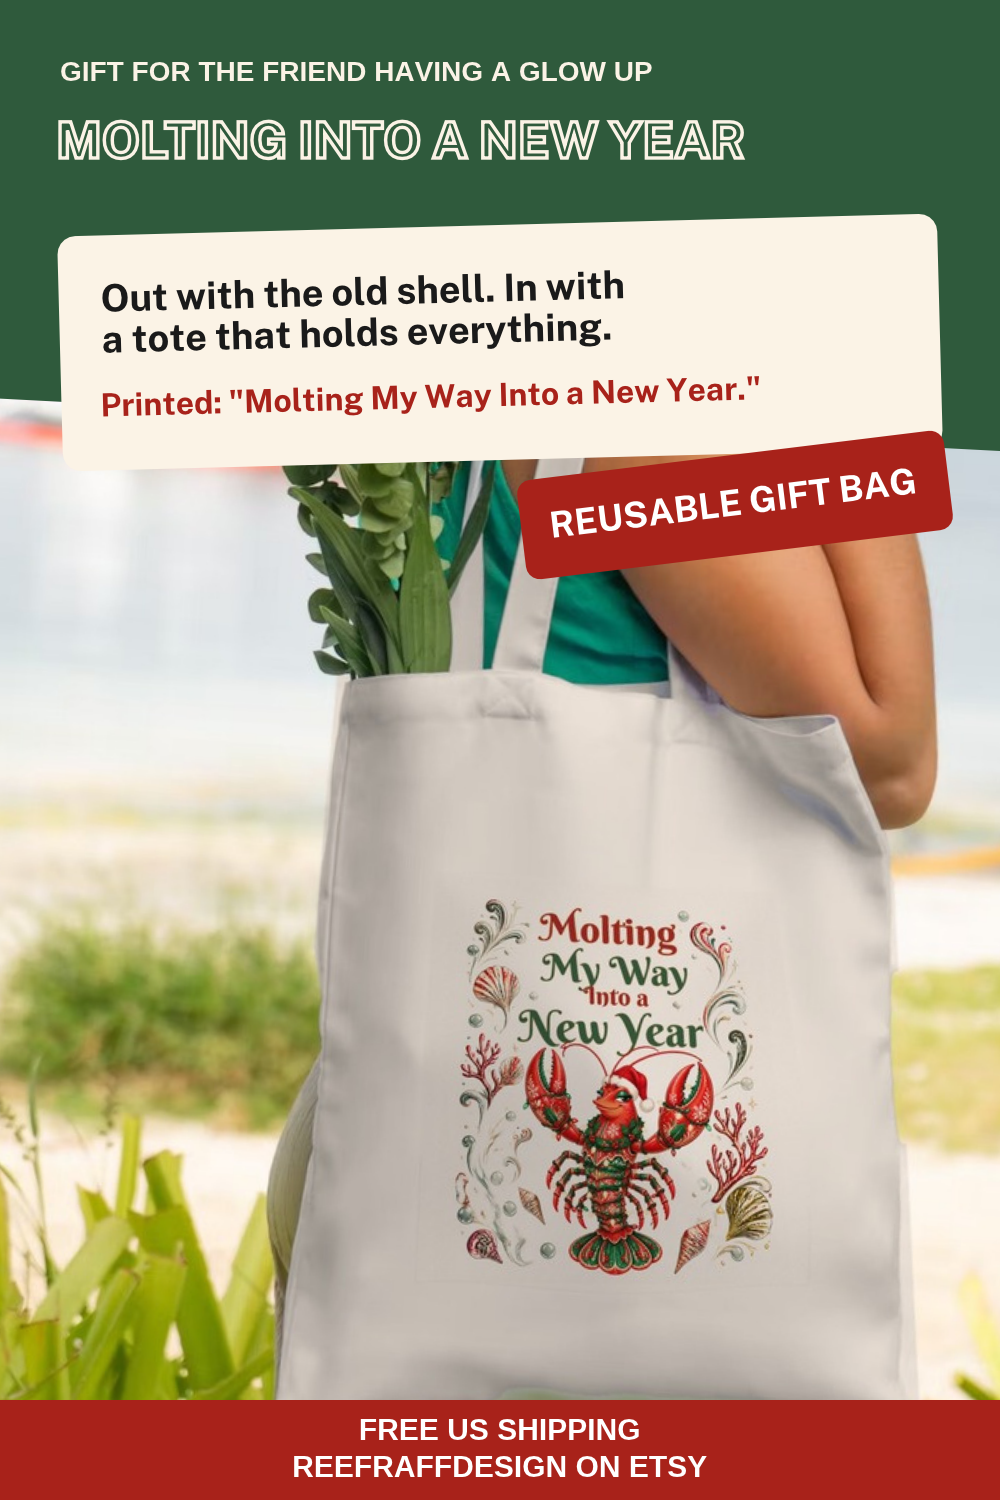 GIFT FOR THE FRIEND HAVING A GLOW UP
MOLTING INTO A NEW YEAR
Out with the old shell. In with
a tote that holds everything.
Printed: "Molting My Way Into a New Year."
REUSABLE GIFT BAG
Molting
My Way
Into a
New Year
FREE US SHIPPING
REEFRAFFDESIGN ON ETSY